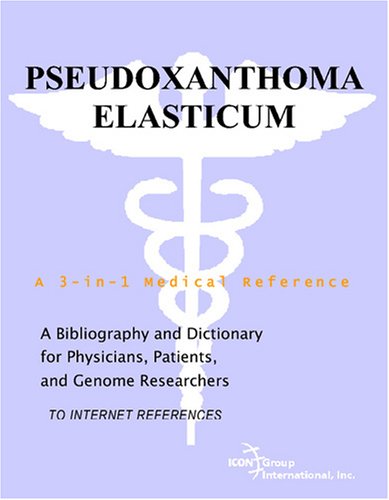 PSEUDOXANTHOMA
ELASTICUM
A 3-in-1 Medical Reference
A Bibliography and Dictionary
for Physicians, Patients,
and Genome Researchers
TO INTERNET REFERENCES
ICON Group
International, Inc.